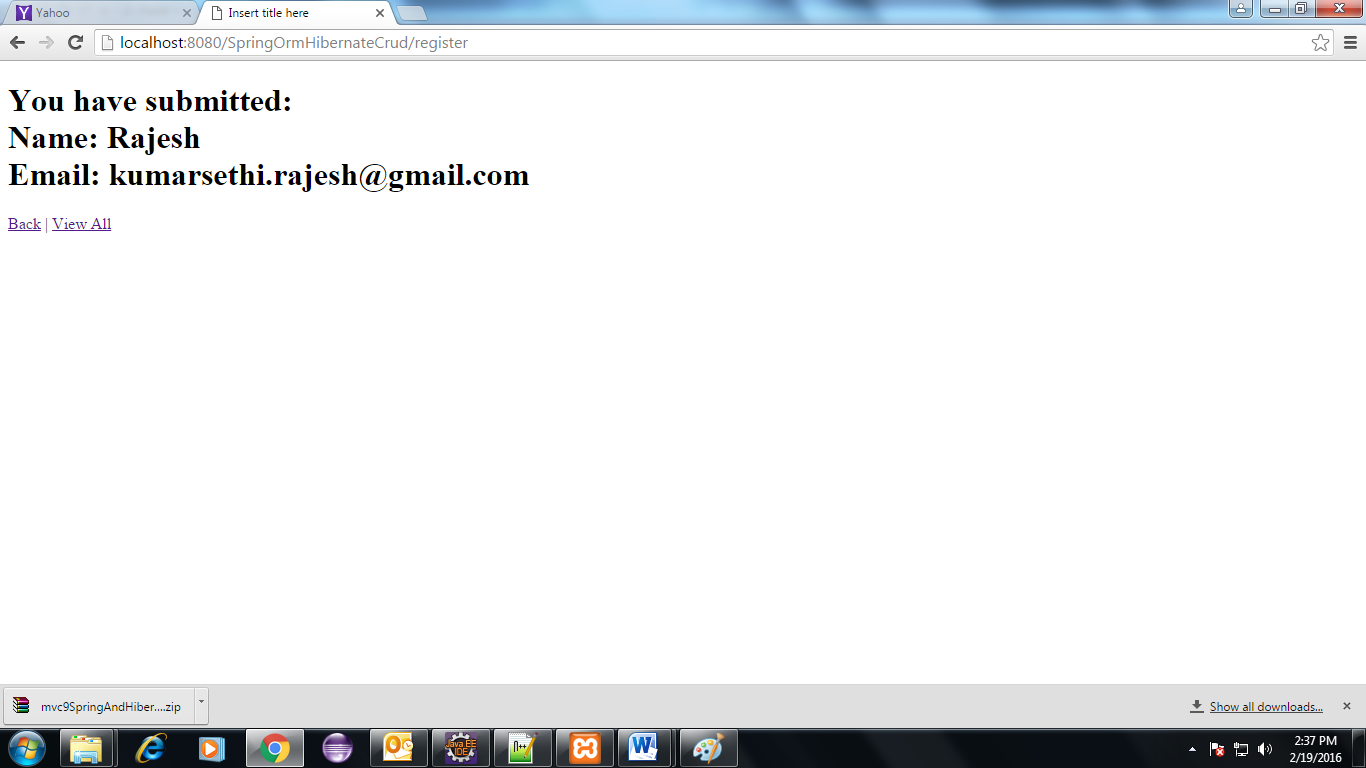 Yahoo
Insert title here
localhost:8080/SpringOrmHibernateCrud/register
You have submitted:
Name: Rajesh
Email: kumarsethi.rajesh@gmail.com
Back | View All
mvc9SpringAndHiber....zip
Show all downloads...
Java EE
IDE
2:37 PM
2/19/2016